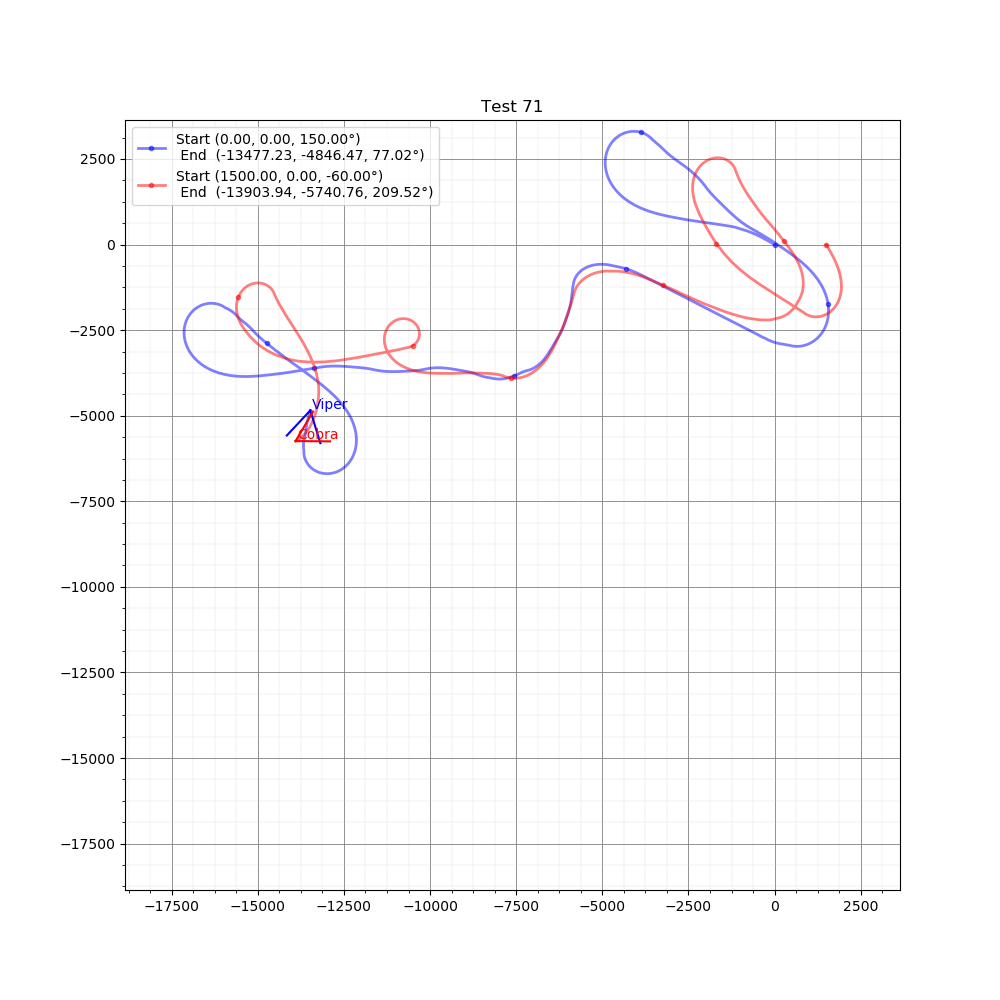 Test 71
Start (0.00, 0.00, 150.00°)
End (-13477.23, -4846.47, 77.02°)
Start (1500.00, 0.00, -60.00°)
End (-13903.94, -5740.76, 209.52°)
2500
0
−2500
−5000
−7500
−10000
−12500
−15000
−17500
Viper
Cobra
−17500 −15000 −12500 −10000 −7500 −5000 −2500 0 2500